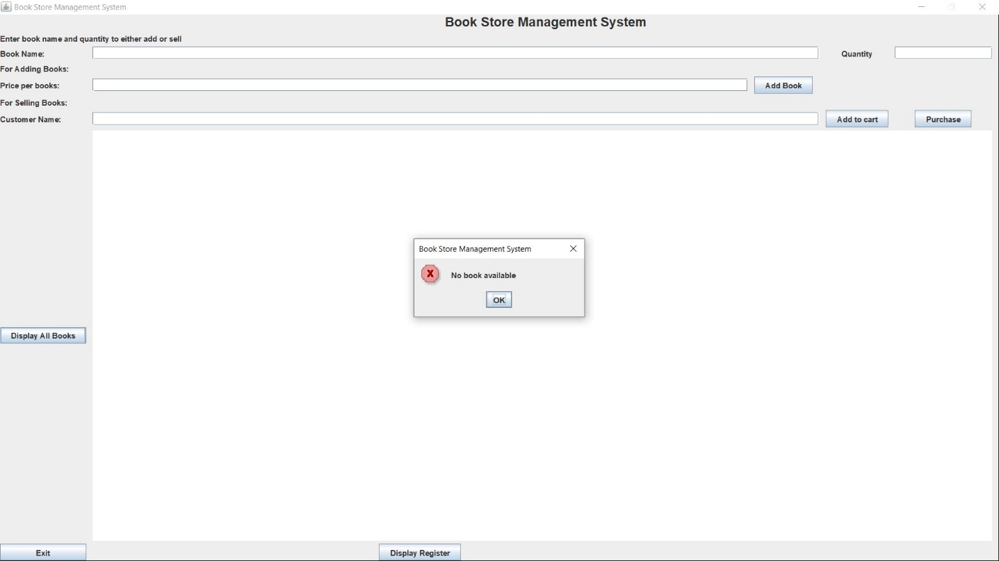 Book Store Management System
Book Store Management System
Enter book name and quantity to either add or sell
Book Name:
Quantity
For Adding Books:
Price per books:
Add Book
For Selling Books:
Customer Name:
Add to cart
Purchase
Book Store Management System
X
No book available
OK
Display All Books
Exit
Display Register